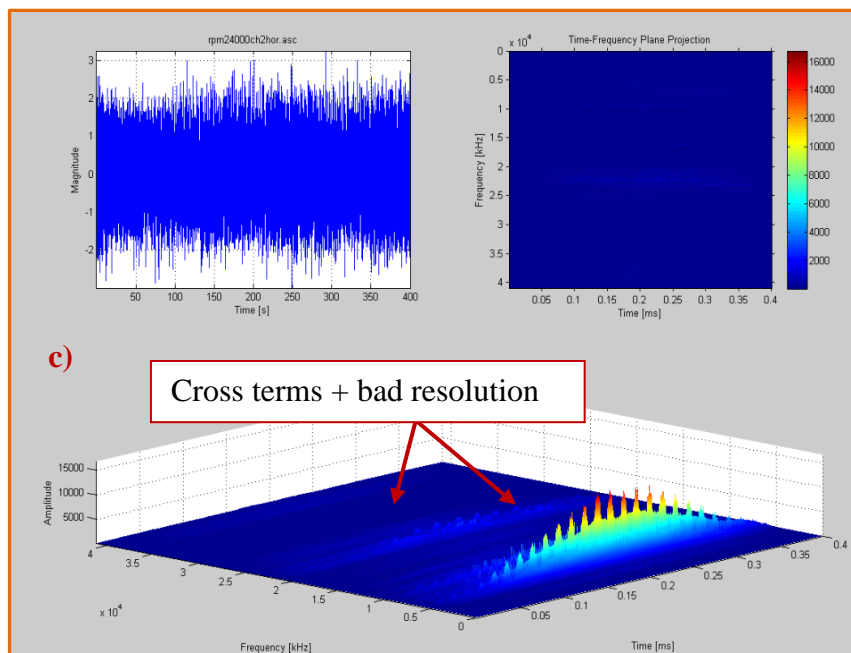 rpm24000ch2hor.asc
3
2
1
0
-1
-2
Magnitude
50 100 150 200 250 300 350 400
Time [s]
Time-Frequency Plane Projection
x 10^4
0
0.5
1
1.5
2
2.5
3
3.5
4
Frequency [kHz]
0.05 0.1 0.15 0.2 0.25 0.3 0.35 0.4
Time [ms]
16000
14000
12000
10000
8000
6000
4000
2000
c)
Cross terms + bad resolution
15000
10000
5000
Amplitude
4
3.5
3
2.5
2
1.5
1
0.5
0
x 10^4
Frequency [kHz]
0.05
0.1
0.15
0.2
0.25
0.3
0.35
0.4
Time [ms]